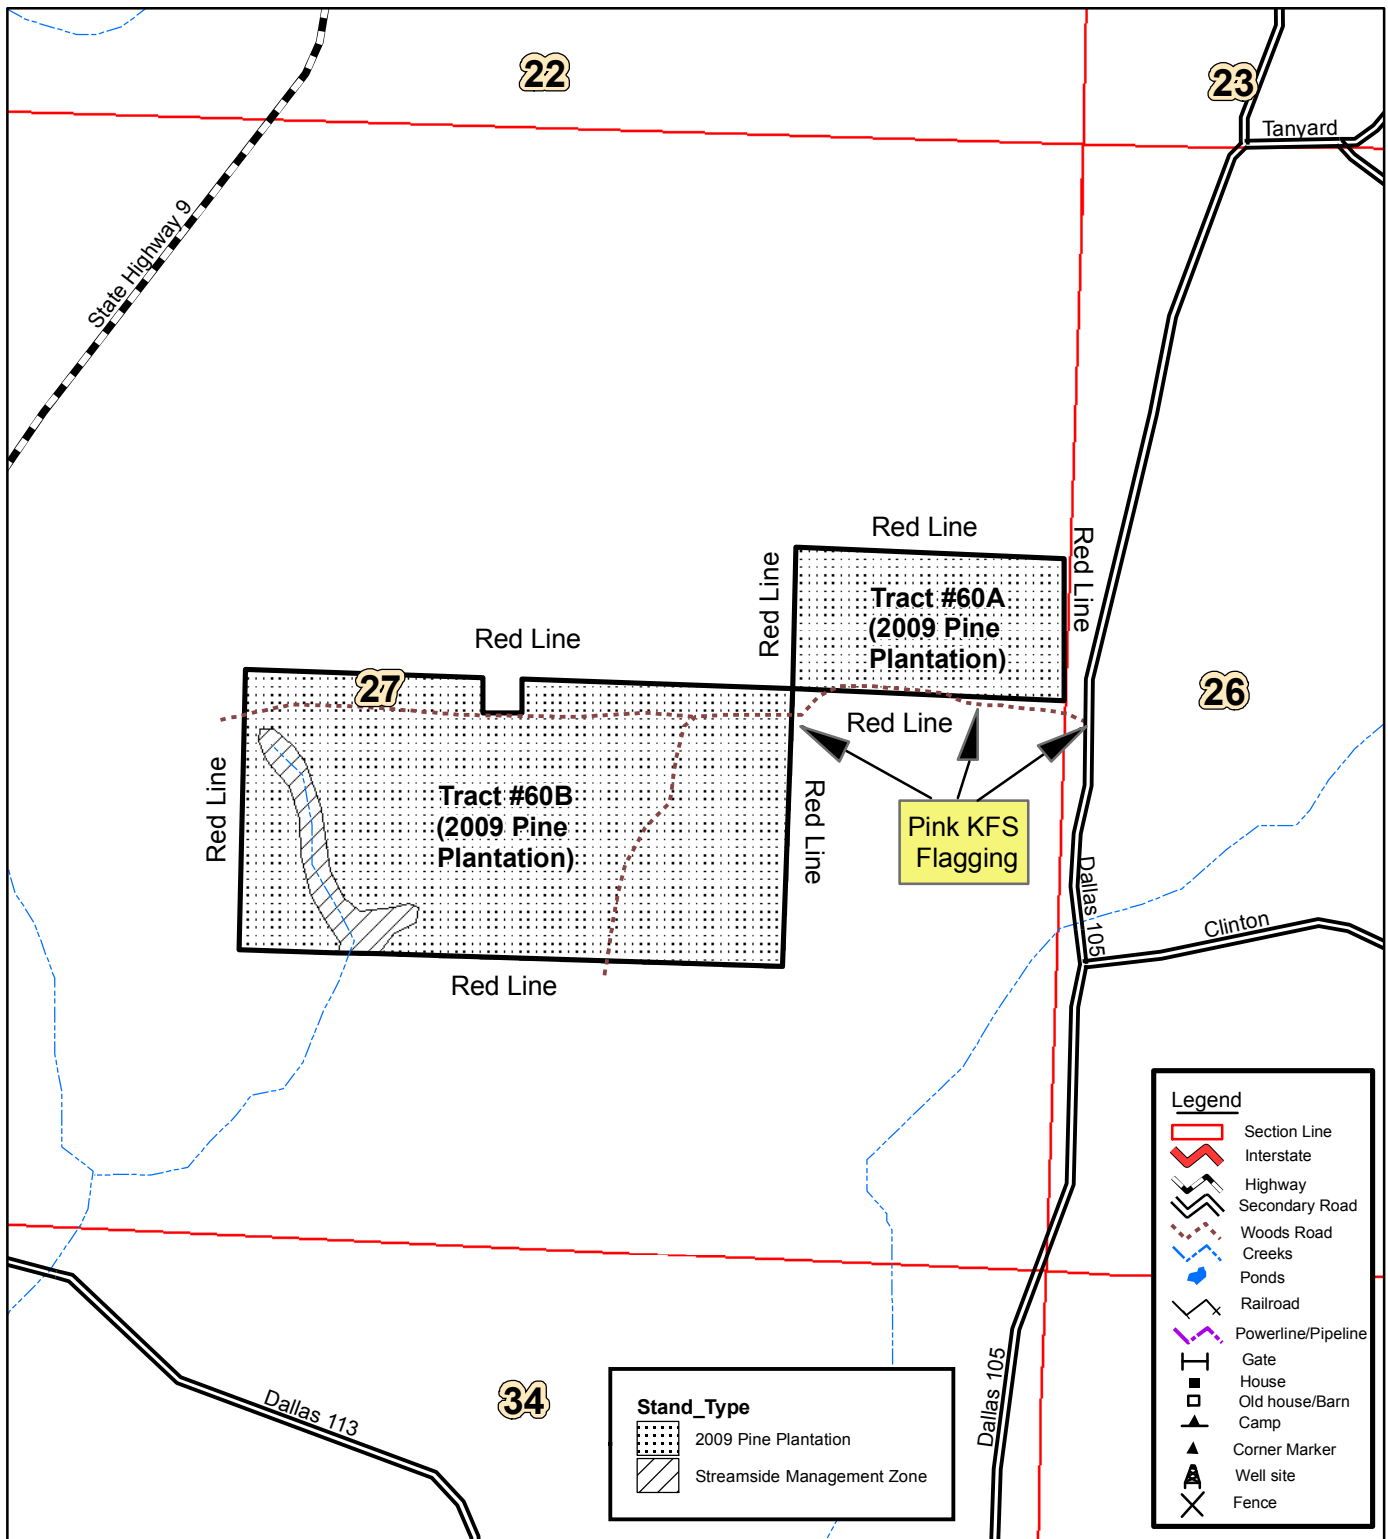 22
23
Tanyard
State Highway 9
Red Line
Red Line
Red Line
Tract #60A
(2009 Pine
Plantation)
Red Line
27
26
Red Line
Red Line
Tract #60B
(2009 Pine
Plantation)
Red Line
Pink KFS
Flagging
Dallas 105
Clinton
Red Line
Legend
Section Line
Interstate
Highway
Secondary Road
Woods Road
Creeks
Ponds
Railroad
Powerline/Pipeline
Gate
House
Old house/Barn
Camp
Corner Marker
Well site
Fence
Dallas 105
34
Dallas 113
Stand_Type
2009 Pine Plantation
Streamside Management Zone